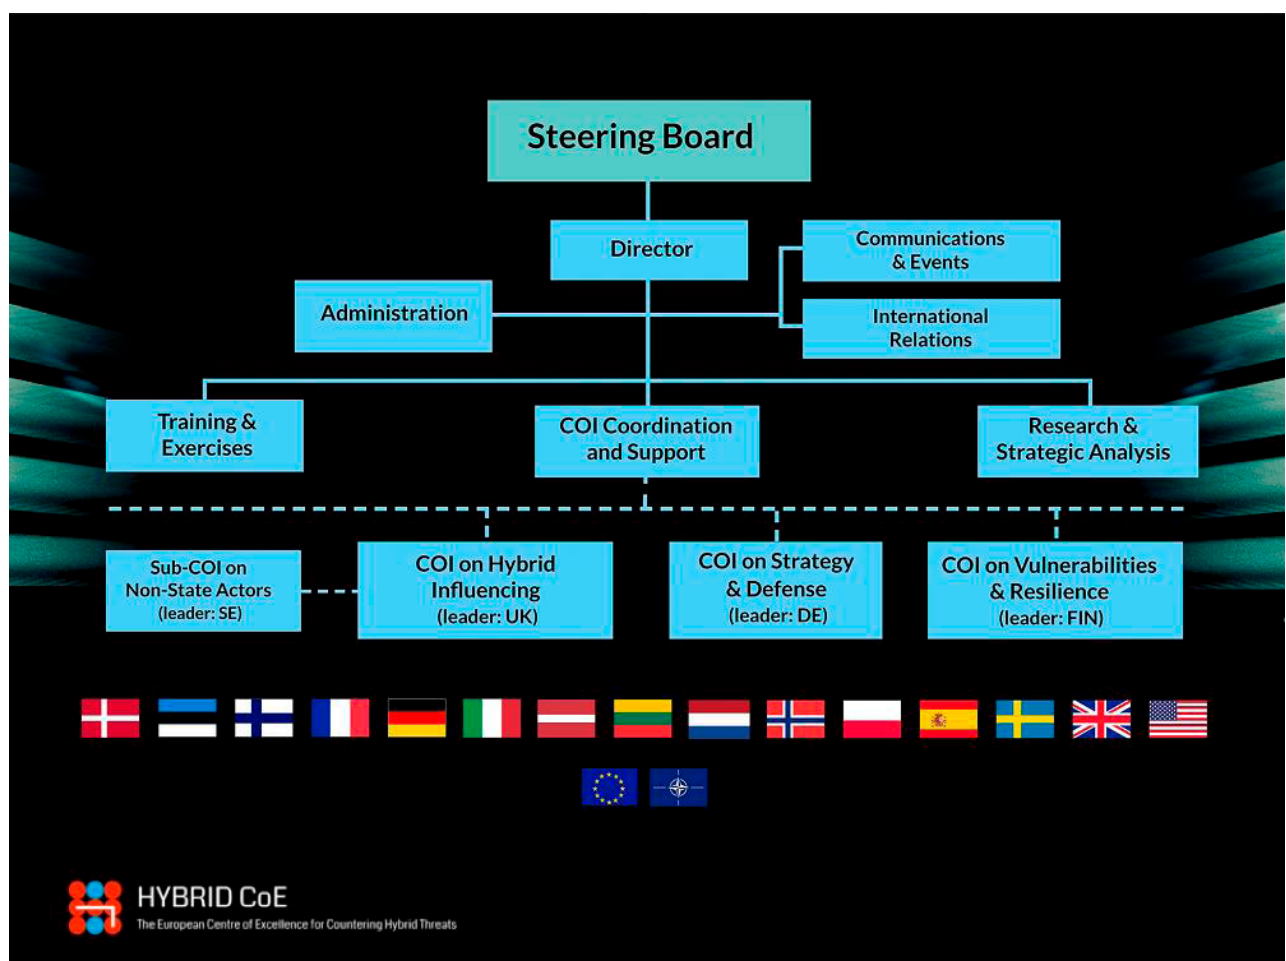 Steering Board
Director
Communications
& Events
Administration
International
Relations
Training &
Exercises
COI Coordination
and Support
Research &
Strategic Analysis
Sub-COI on
Non-State Actors
(leader: SE)
COI on Hybrid
Influencing
(leader: UK)
COI on Strategy
& Defense
(leader: DE)
COI on Vulnerabilities
& Resilience
(leader: FIN)
HYBRID CoE
The European Centre of Excellence for Countering Hybrid Threats